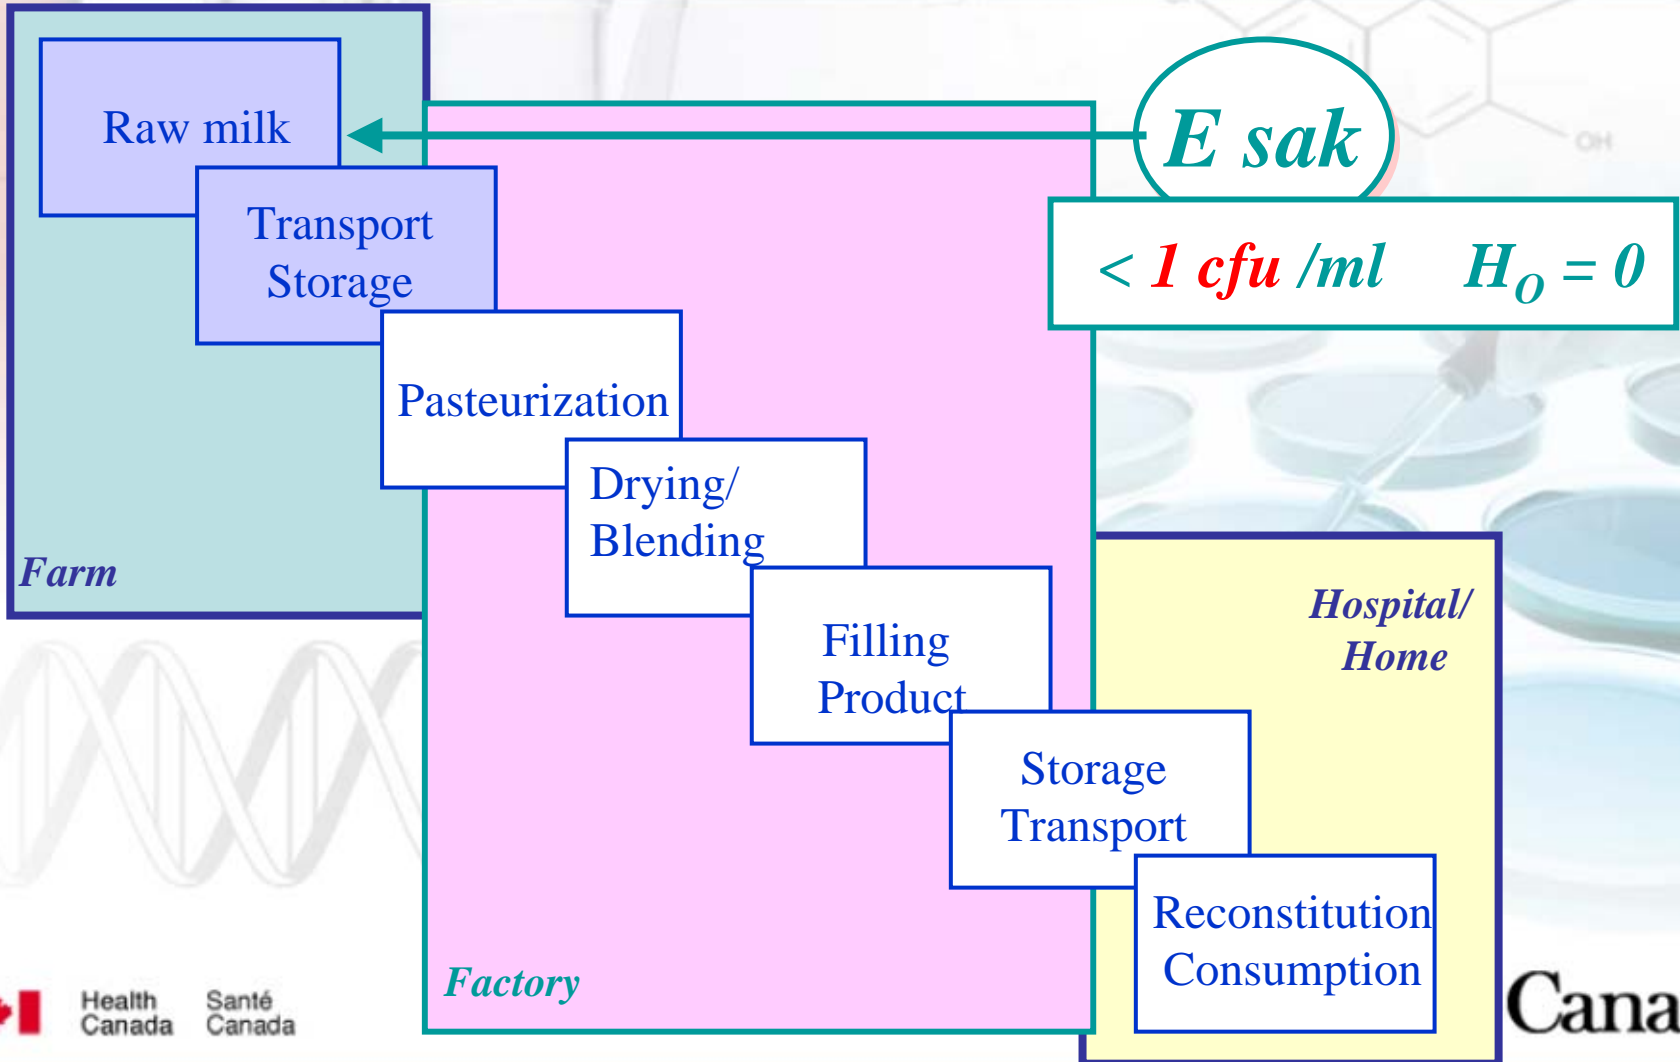 Raw milk
E sak
Transport
Storage
< 1 cfu /ml H_O = 0
Pasteurization
Drying/
Blending
Farm
Filling
Product
Hospital/
Home
Storage
Transport
Reconstitution
Consumption
Factory
Health
Canada
Santé
Canada
Cana
OH